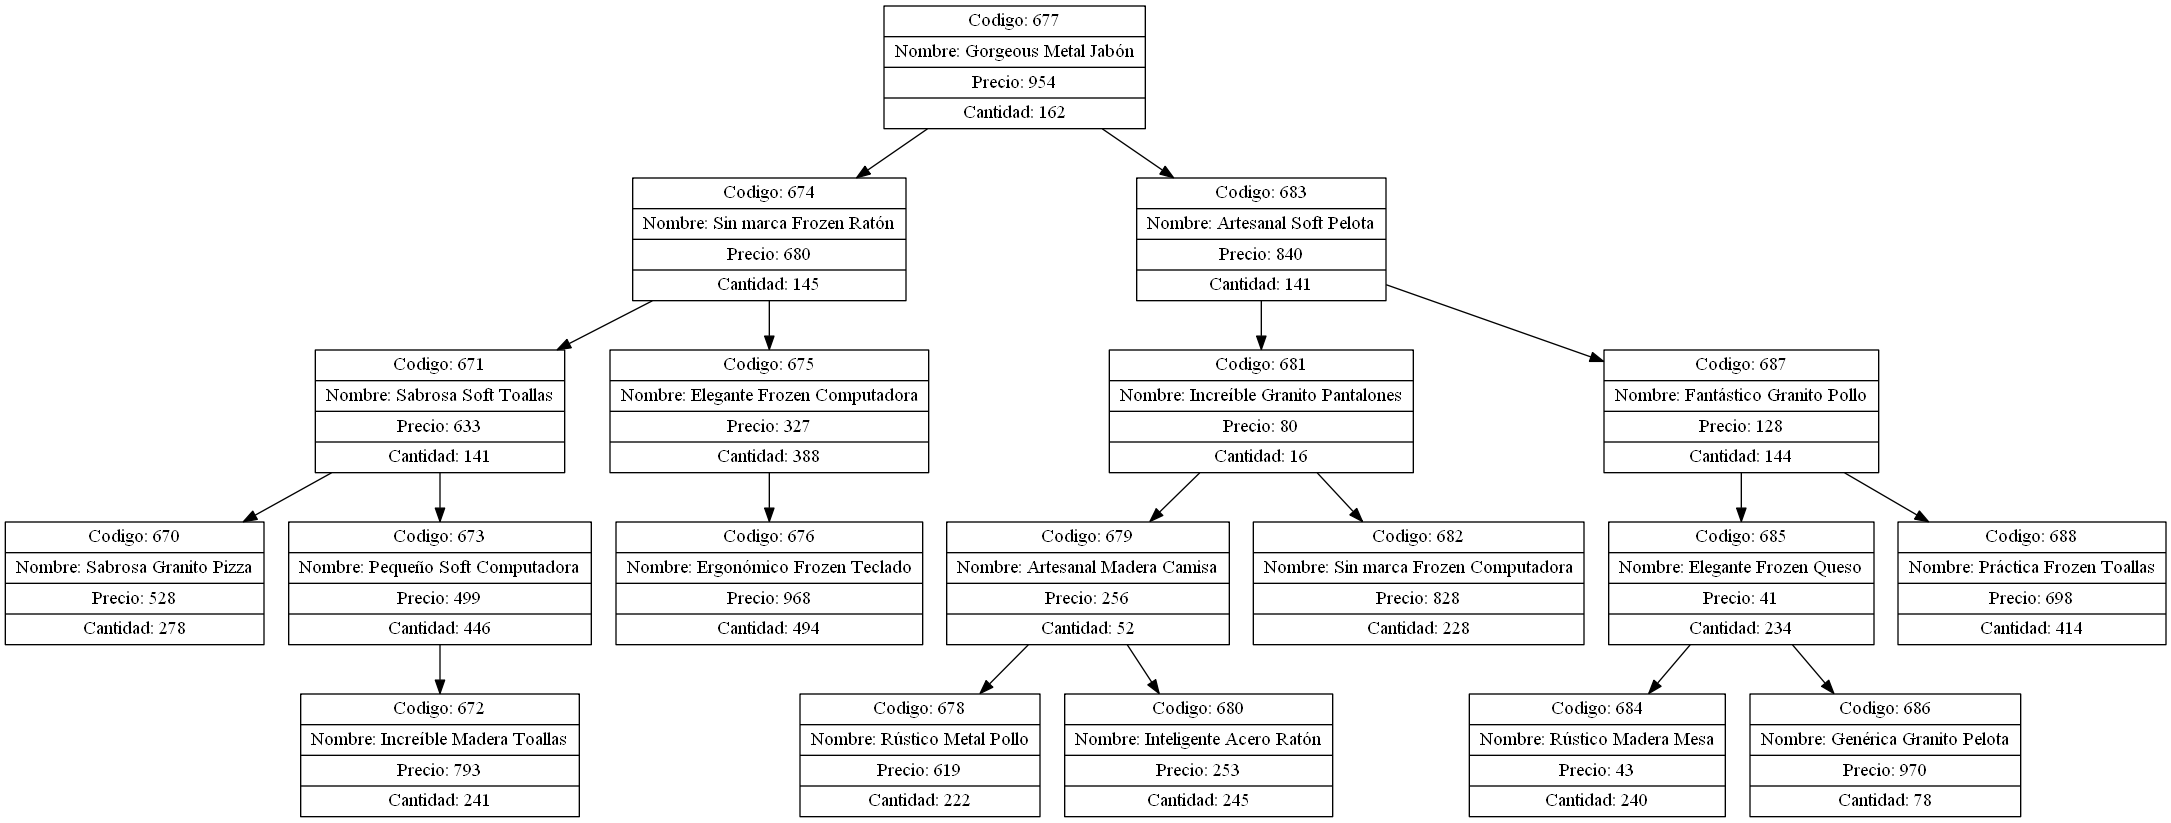 Codigo: 677
Nombre: Gorgeous Metal Jabón
Precio: 954
Cantidad: 162
Codigo: 674
Nombre: Sin marca Frozen Ratón
Precio: 680
Cantidad: 145
Codigo: 683
Nombre: Artesanal Soft Pelota
Precio: 840
Cantidad: 141
Codigo: 671
Nombre: Sabrosa Soft Toallas
Precio: 633
Cantidad: 141
Codigo: 675
Nombre: Elegante Frozen Computadora
Precio: 327
Cantidad: 388
Codigo: 681
Nombre: Increíble Granito Pantalones
Precio: 80
Cantidad: 16
Codigo: 687
Nombre: Fantástico Granito Pollo
Precio: 128
Cantidad: 144
Codigo: 670
Nombre: Sabrosa Granito Pizza
Precio: 528
Cantidad: 278
Codigo: 673
Nombre: Pequeño Soft Computadora
Precio: 499
Cantidad: 446
Codigo: 676
Nombre: Ergonómico Frozen Teclado
Precio: 968
Cantidad: 494
Codigo: 679
Nombre: Artesanal Madera Camisa
Precio: 256
Cantidad: 52
Codigo: 682
Nombre: Sin marca Frozen Computadora
Precio: 828
Cantidad: 228
Codigo: 685
Nombre: Elegante Frozen Queso
Precio: 41
Cantidad: 234
Codigo: 688
Nombre: Práctica Frozen Toallas
Precio: 698
Cantidad: 414
Codigo: 672
Nombre: Increíble Madera Toallas
Precio: 793
Cantidad: 241
Codigo: 678
Nombre: Rústico Metal Pollo
Precio: 619
Cantidad: 222
Codigo: 680
Nombre: Inteligente Acero Ratón
Precio: 253
Cantidad: 245
Codigo: 684
Nombre: Rústico Madera Mesa
Precio: 43
Cantidad: 240
Codigo: 686
Nombre: Genérica Granito Pelota
Precio: 970
Cantidad: 78